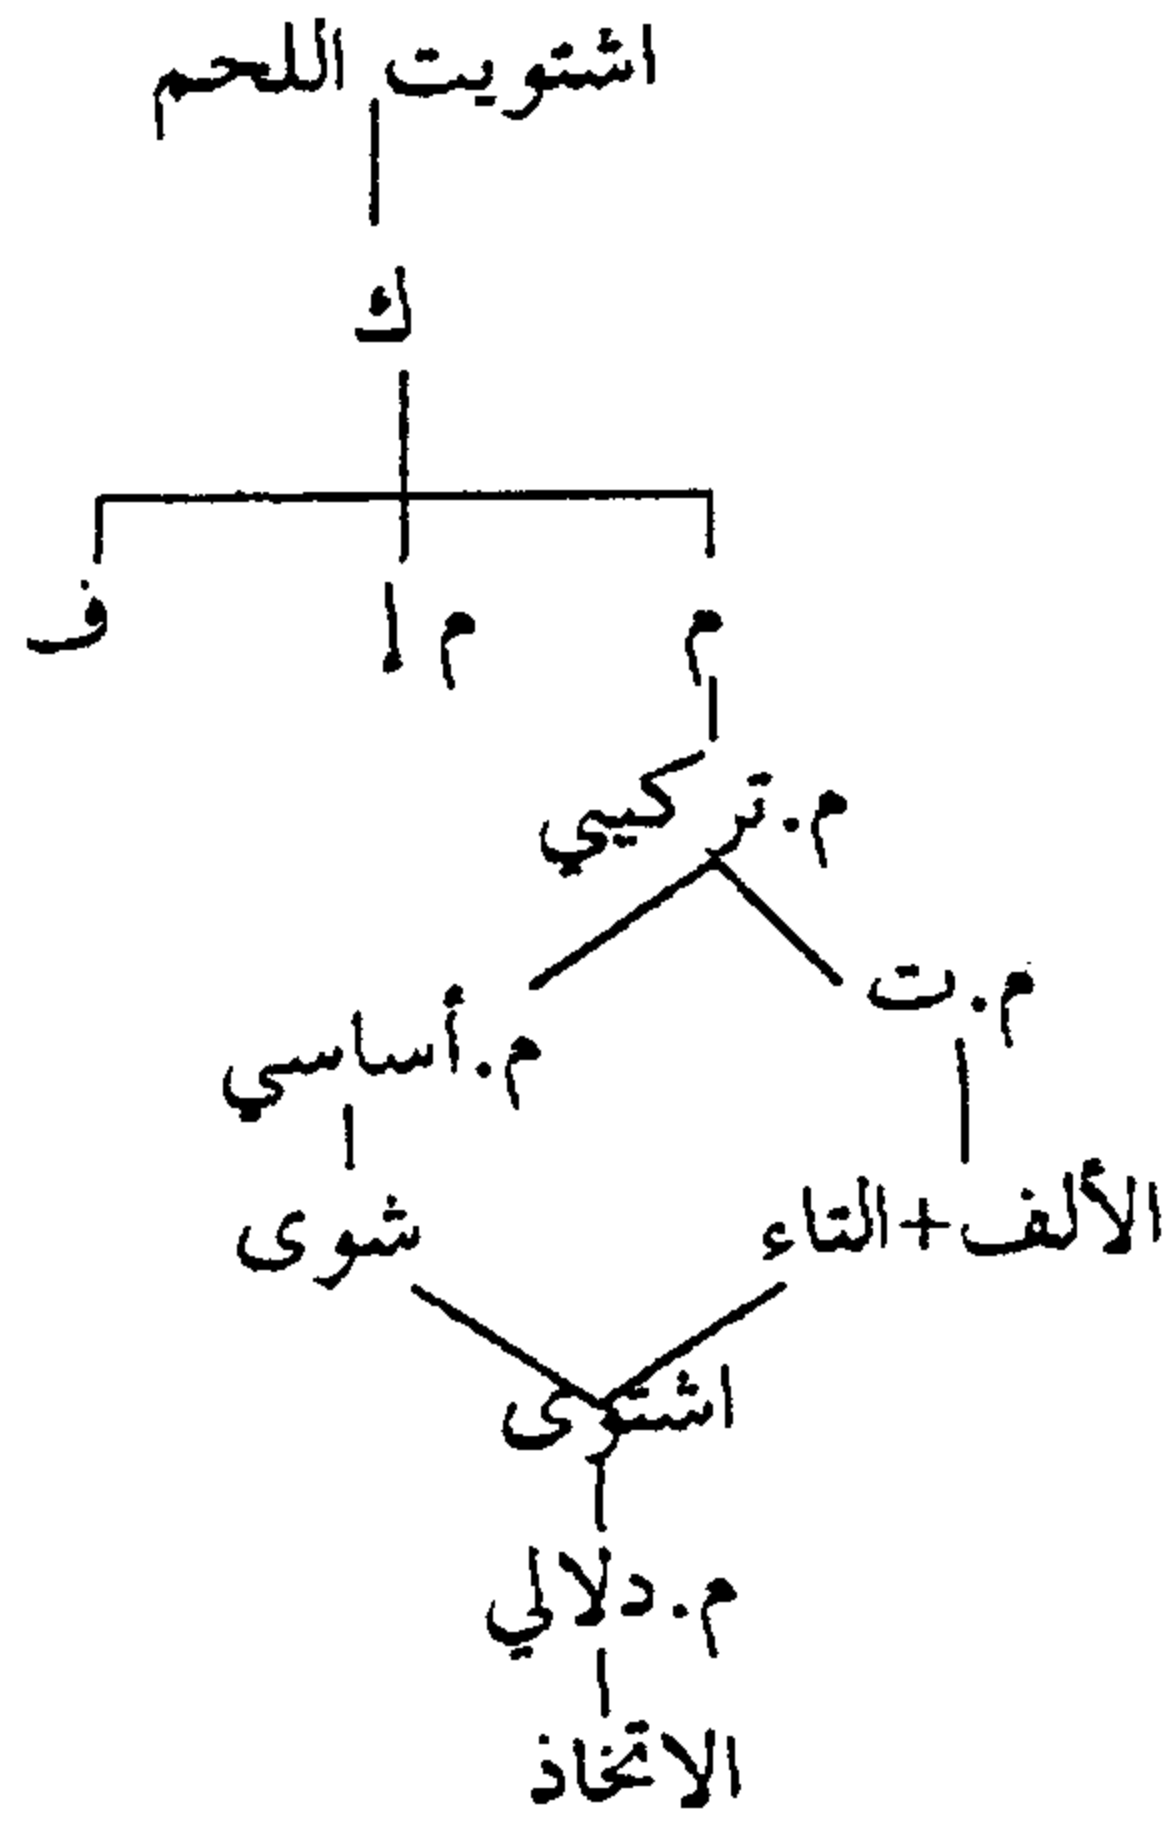 اشتويت اللحم
ك
م م إ ف
م.تركيبي
م.ت
م.أساسي
الألف+التاء شوى
اشتوى
م.دلالي
الاتخاذ